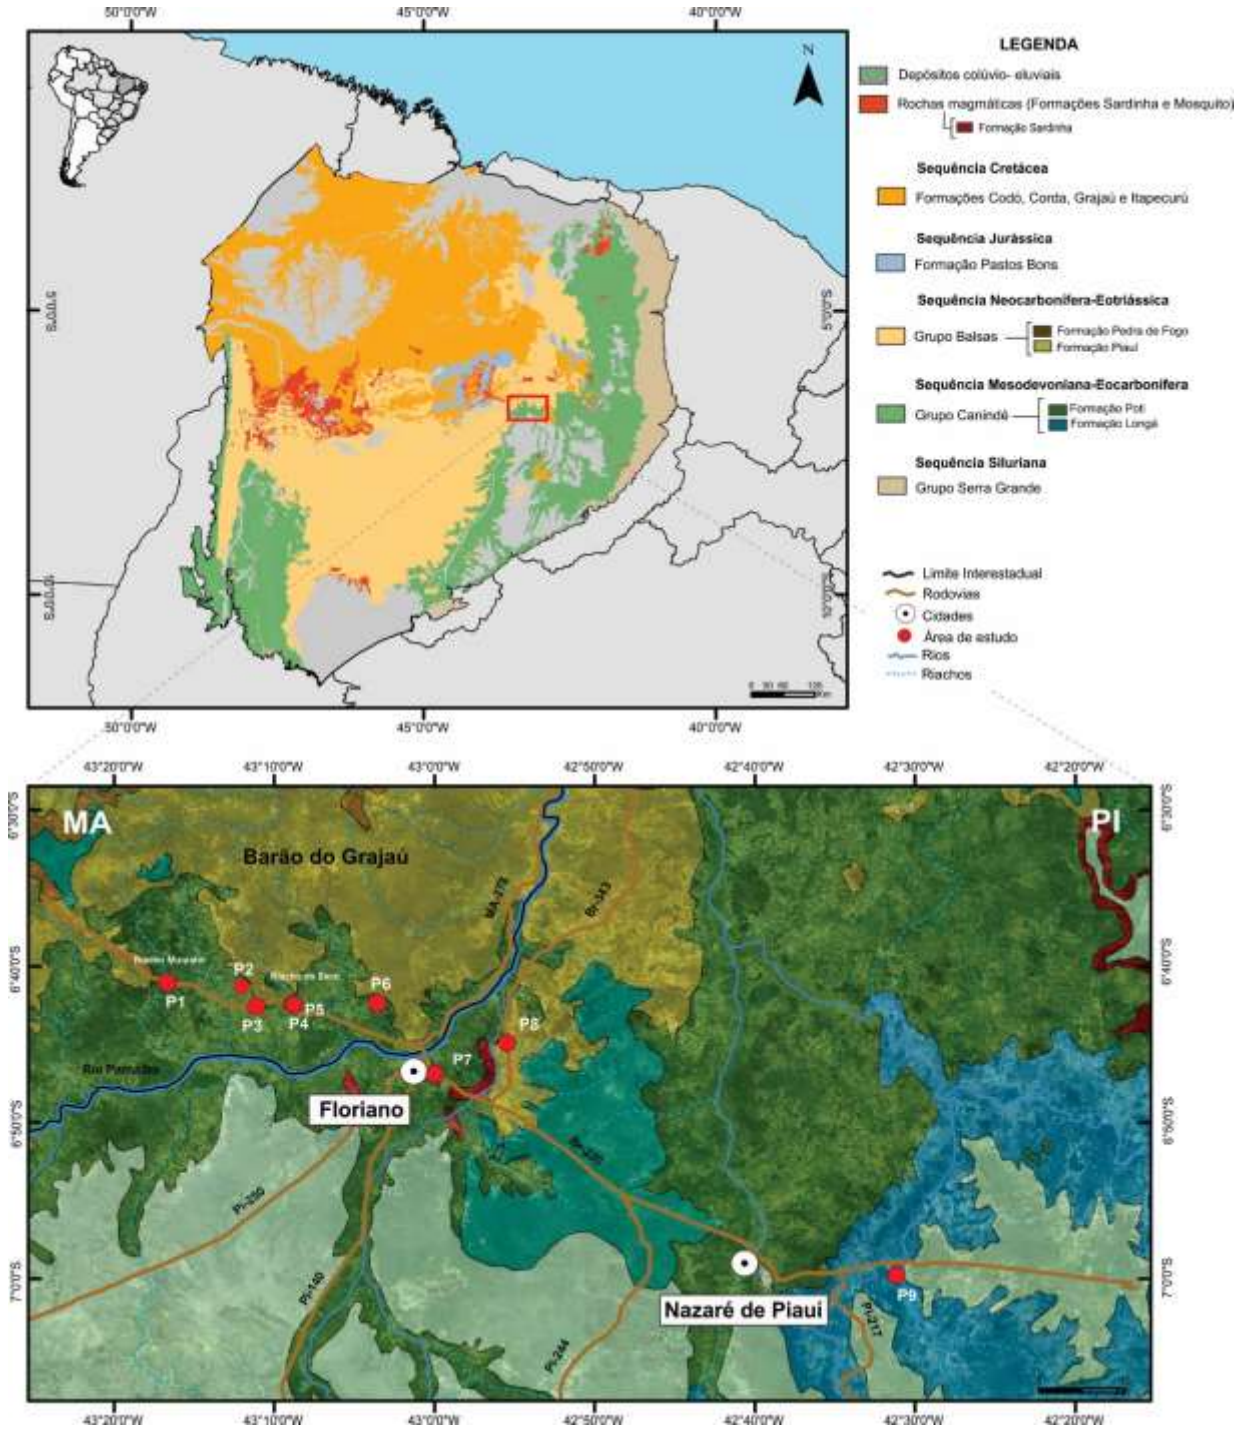 50°0'0"W 45°0'0"W 40°0'0"W
N
5°0'0"S 5°0'0"S
10°0'0"S 10°0'0"S
0 30 60 120
Km
50°0'0"W 45°0'0"W 40°0'0"W
LEGENDA
Depósitos colúvio- eluviais
Rochas magmáticas (Formações Sardinha e Mosquito)
Formação Sardinha
Sequência Cretácea
Formações Codó, Corda, Grajaú e Itapecurú
Sequência Jurássica
Formação Pastos Bons
Sequência Neocarbonífera-Eotriássica
Grupo Balsas
Formação Pedra de Fogo
Formação Piauí
Sequência Mesodevoniana-Eocarbonífera
Grupo Canindé
Formação Poti
Formação Longá
Sequência Siluriana
Grupo Serra Grande
Limite Interestadual
Rodovias
Cidades
Área de estudo
Rios
Riachos
43°20'0"W 43°10'0"W 43°0'0"W 42°50'0"W 42°40'0"W 42°30'0"W 42°20'0"W
6°30'0"S 6°30'0"S
MA
PI
Barão do Grajaú
MA-278
Br-343
6°40'0"S 6°40'0"S
Riacho
P1
P2
P3
P4
P5
P6
P7
P8
Rio Parnaíba
Floriano
6°50'0"S 6°50'0"S
PI-250
PI-140
PI-244
Nazaré de Piauí
PI-217
P9
7°0'0"S 7°0'0"S
43°20'0"W 43°10'0"W 43°0'0"W 42°50'0"W 42°40'0"W 42°30'0"W 42°20'0"W